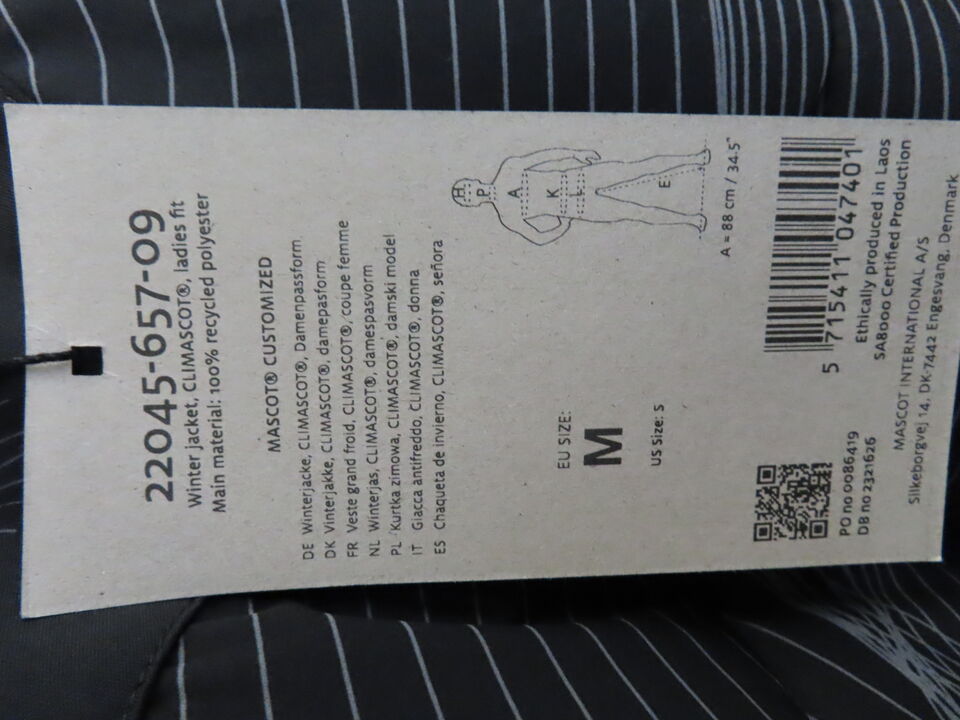 22045-657-09
Winter jacket, CLIMASCOT®, ladies fit
Main material: 100% recycled polyester
MASCOT® CUSTOMIZED
DE Winterjacke, CLIMASCOT®, Damenpassform
DK Vinterjakke, CLIMASCOT®, damepasform
FR Veste grand froid, CLIMASCOT®, coupe femme
NL Winterjas, CLIMASCOT®, damespasvorm
PL Kurtka zimowa, CLIMASCOT®, damski model
IT Giacca antifreddo, CLIMASCOT®, donna
ES Chaqueta de invierno, CLIMASCOT®, señora
H
P
A
K
L
E
A = 88 cm / 34.5"
EU SIZE:
M
US Size: S
5 715411 047401
Ethically produced in Laos
SA8000 Certified Production
PO no 0086419
DB no 2321626
MASCOT INTERNATIONAL A/S
Silkeborgvej 14, DK-7442 Engesvang, Denmark